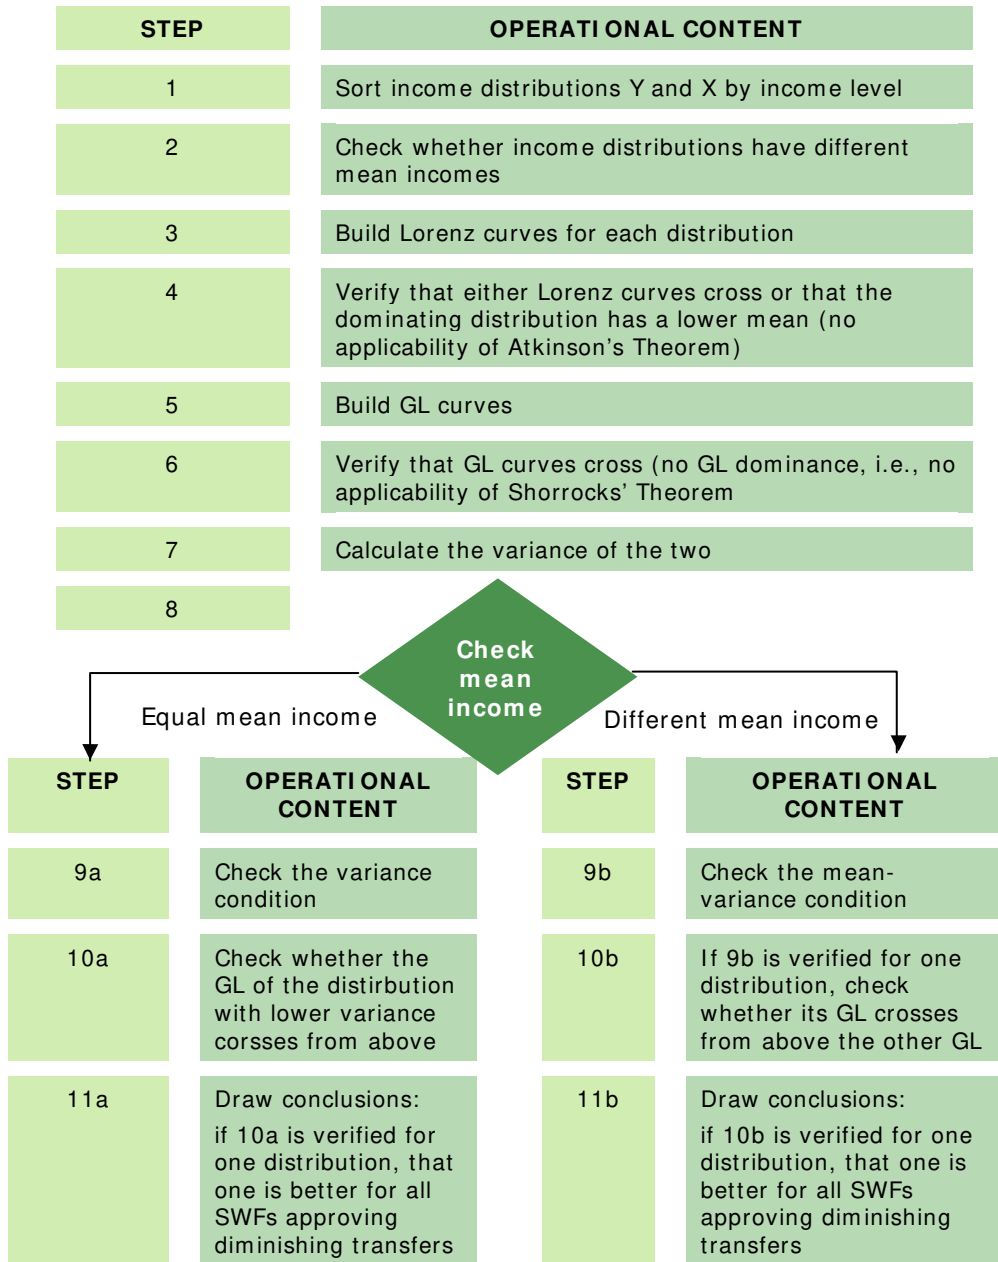 STEP
OPERATIONAL CONTENT
1
Sort income distributions Y and X by income level
2
Check whether income distributions have different
mean incomes
3
Build Lorenz curves for each distribution
4
Verify that either Lorenz curves cross or that the
dominating distribution has a lower mean (no
applicability of Atkinson’s Theorem)
5
Build GL curves
6
Verify that GL curves cross (no GL dominance, i.e., no
applicability of Shorrocks’ Theorem
7
Calculate the variance of the two
8
Check
mean
income
Equal mean income
Different mean income
STEP
OPERATIONAL
CONTENT
9a
Check the variance
condition
10a
Check whether the
GL of the distirbution
with lower variance
corsses from above
11a
Draw conclusions:
if 10a is verified for
one distribution, that
one is better for all
SWFs approving
diminishing transfers
STEP
OPERATIONAL
CONTENT
9b
Check the mean-
variance condition
10b
If 9b is verified for one
distribution, check
whether its GL crosses
from above the other GL
11b
Draw conclusions:
if 10b is verified for one
distribution, that one is
better for all SWFs
approving diminishing
transfers